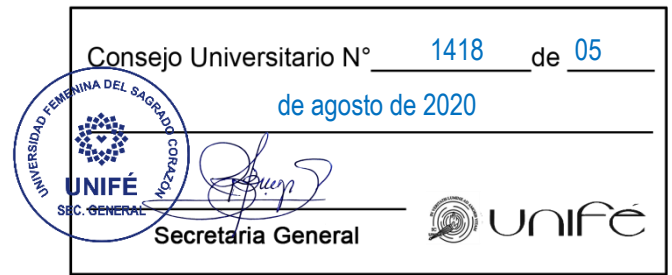 Consejo Universitario N° 1418 de 05
de agosto de 2020
UNIVERSIDAD FEMENINA DEL SAGRADO CORAZÓN
UNIFÉ
SEC. GENERAL
Secretaria General
UNIFÉ